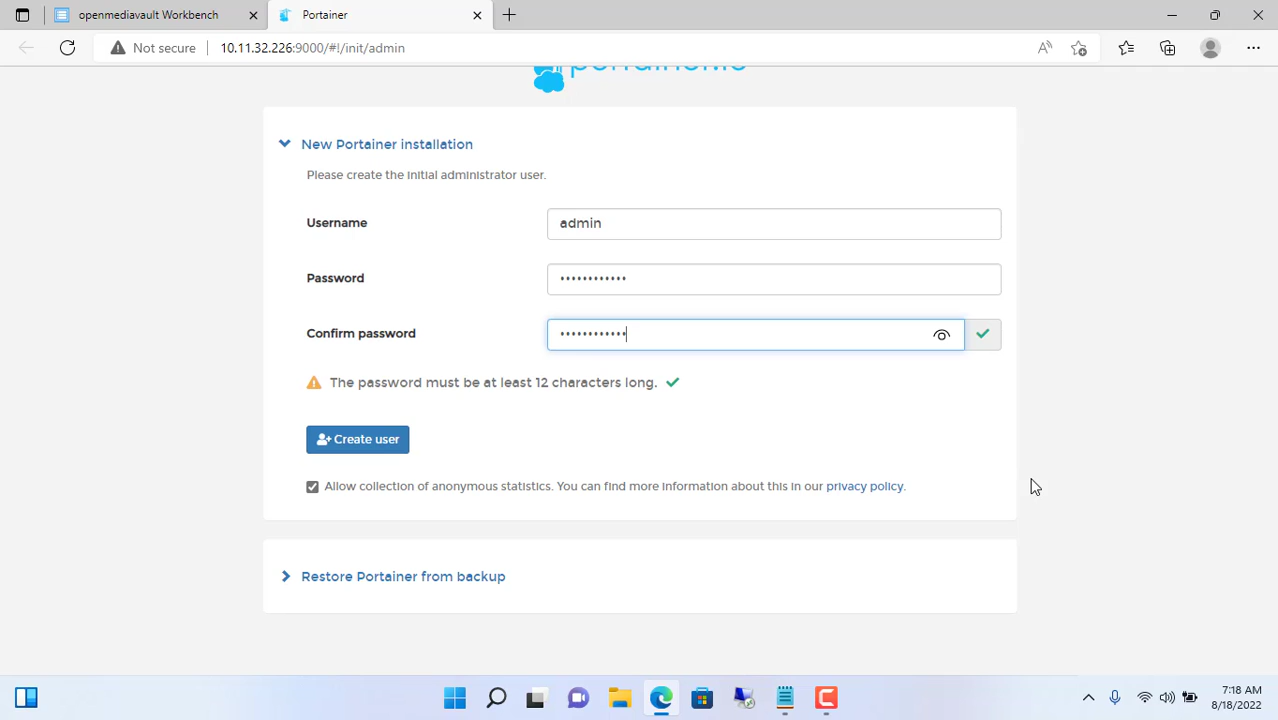 openmediavault Workbench
Portainer
Not secure
10.11.32.226:9000/#!/init/admin
New Portainer installation
Please create the initial administrator user.
Username
admin
Password
••••••••••••
Confirm password
••••••••••••
The password must be at least 12 characters long.
Create user
Allow collection of anonymous statistics. You can find more information about this in our privacy policy.
Restore Portainer from backup
7:18 AM
8/18/2022